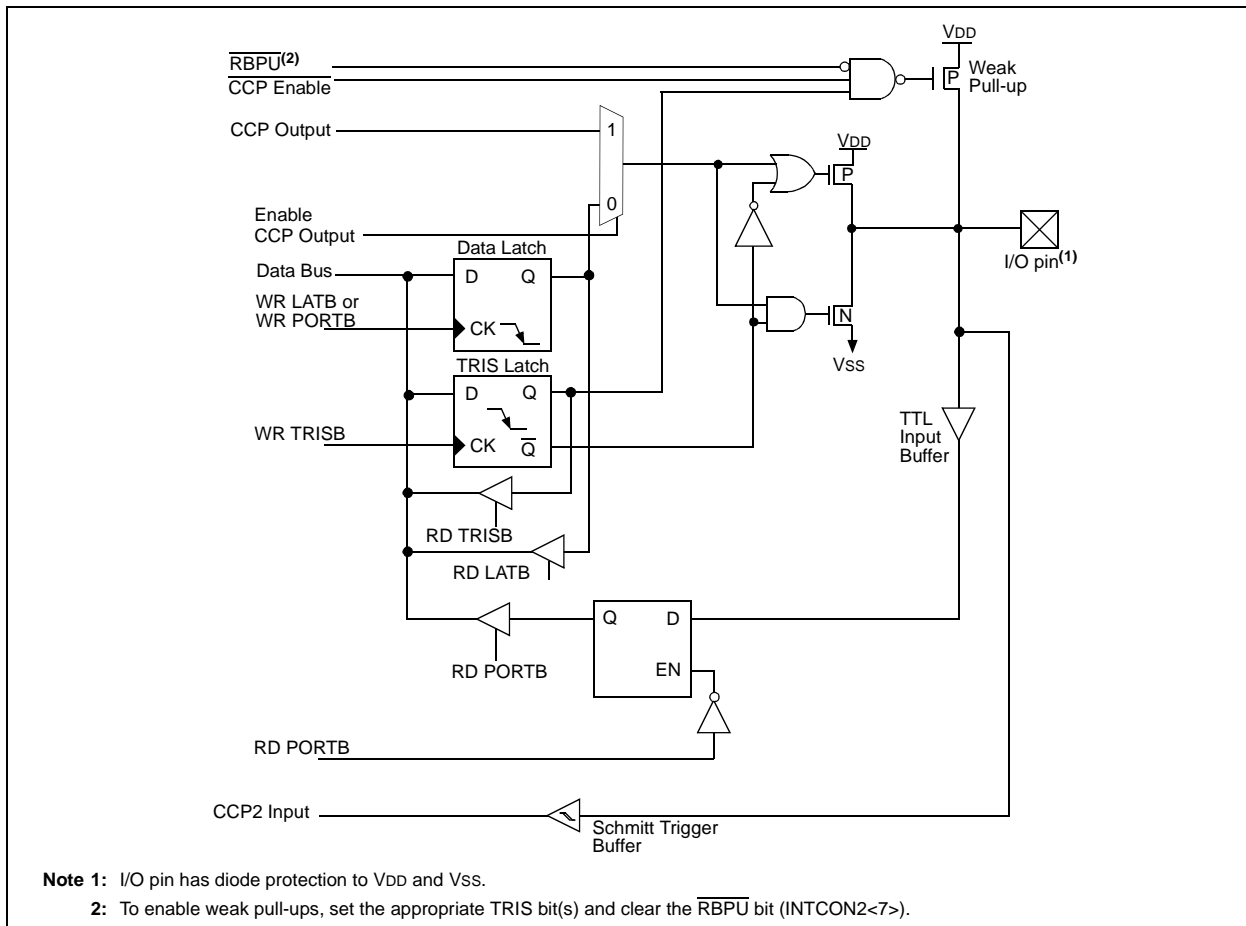 VDD
RBPU(2)
Weak
Pull-up
P
CCP Enable
CCP Output
1
VDD
P
0
Enable
CCP Output
I/O pin(1)
Data Latch
Data Bus
D Q
WR LATB or
WR PORTB
CK
N
VSS
TRIS Latch
D Q
TTL
Input
Buffer
WR TRISB
CK Q
RD TRISB
RD LATB
Q D
RD PORTB
EN
RD PORTB
CCP2 Input
Schmitt Trigger
Buffer
Note 1: I/O pin has diode protection to VDD and VSS.
2: To enable weak pull-ups, set the appropriate TRIS bit(s) and clear the RBPU bit (INTCON2<7>).